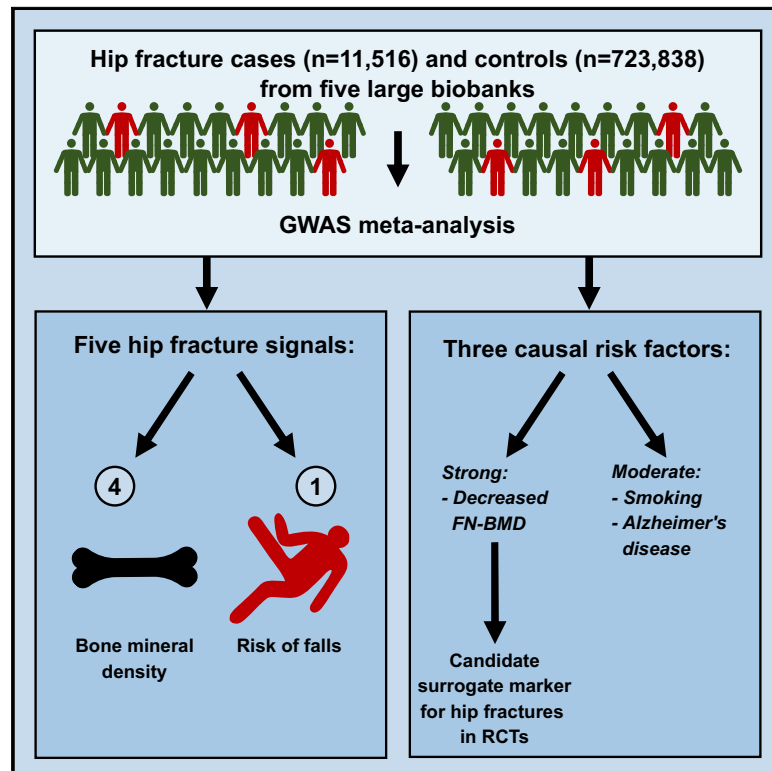 Hip fracture cases (n=11,516) and controls (n=723,838)
from five large biobanks
GWAS meta-analysis
Five hip fracture signals:
4
1
Bone mineral
density
Risk of falls
Three causal risk factors:
Strong:
- Decreased
FN-BMD
Moderate:
- Smoking
- Alzheimer's
disease
Candidate
surrogate marker
for hip fractures
in RCTs